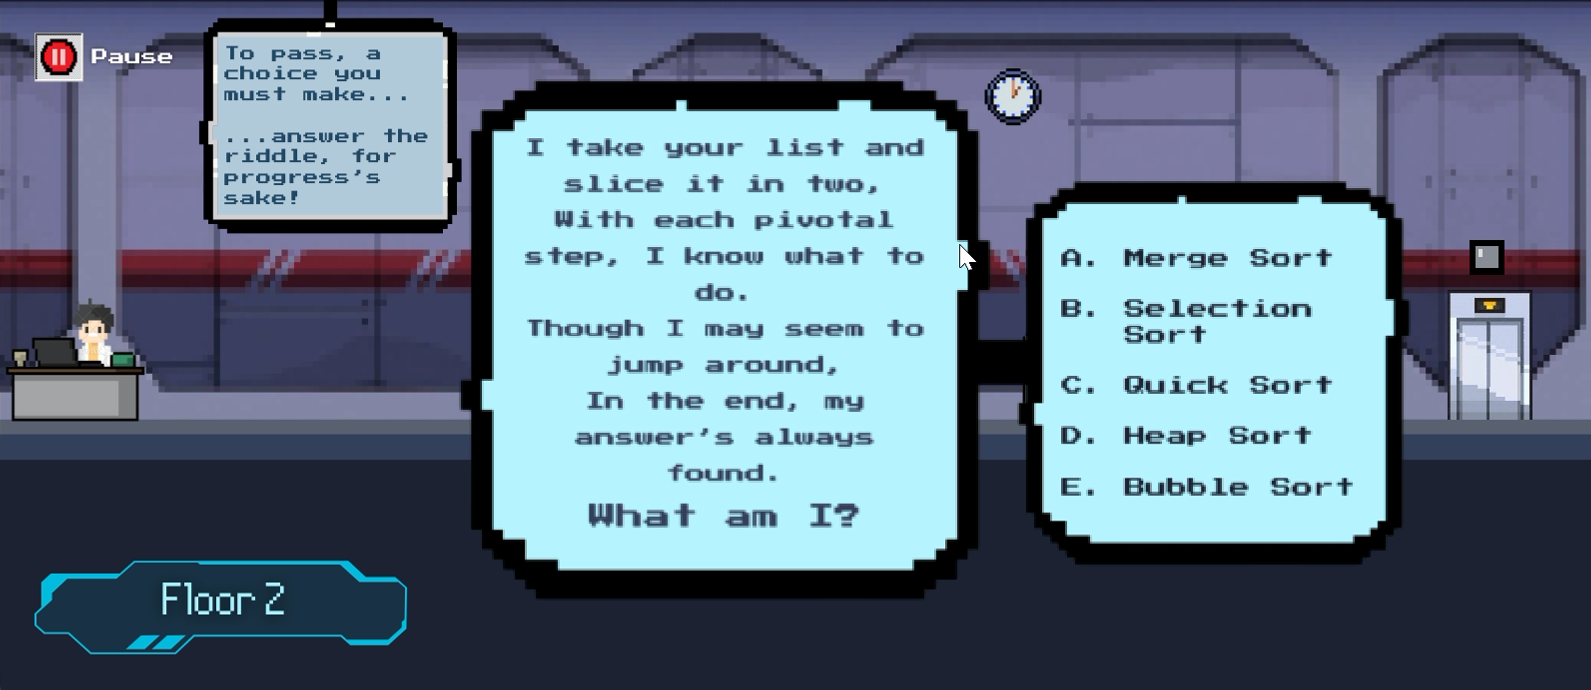 Pause
To pass, a
choice you
must make...
...answer the
riddle, for
progress's
sake!
I take your list and
slice it in two,
With each pivotal
step, I know what to
do.
Though I may seem to
jump around,
In the end, my
answer's always
found.
What am I?
A. Merge Sort
B. Selection
Sort
C. Quick Sort
D. Heap Sort
E. Bubble Sort
Floor 2